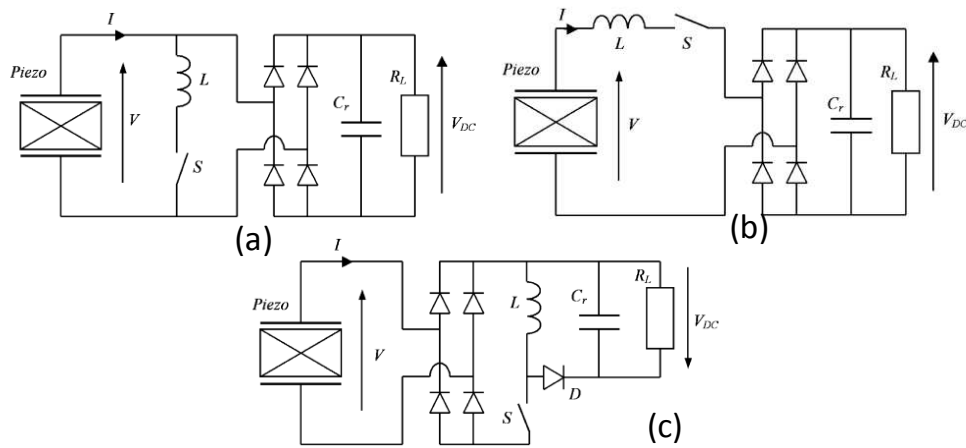 I
L
Piezo
V
S
C_r
R_L
V_DC
(a)
I
L
S
Piezo
V
C_r
R_L
V_DC
(b)
I
Piezo
V
L
C_r
R_L
V_DC
D
S
(c)